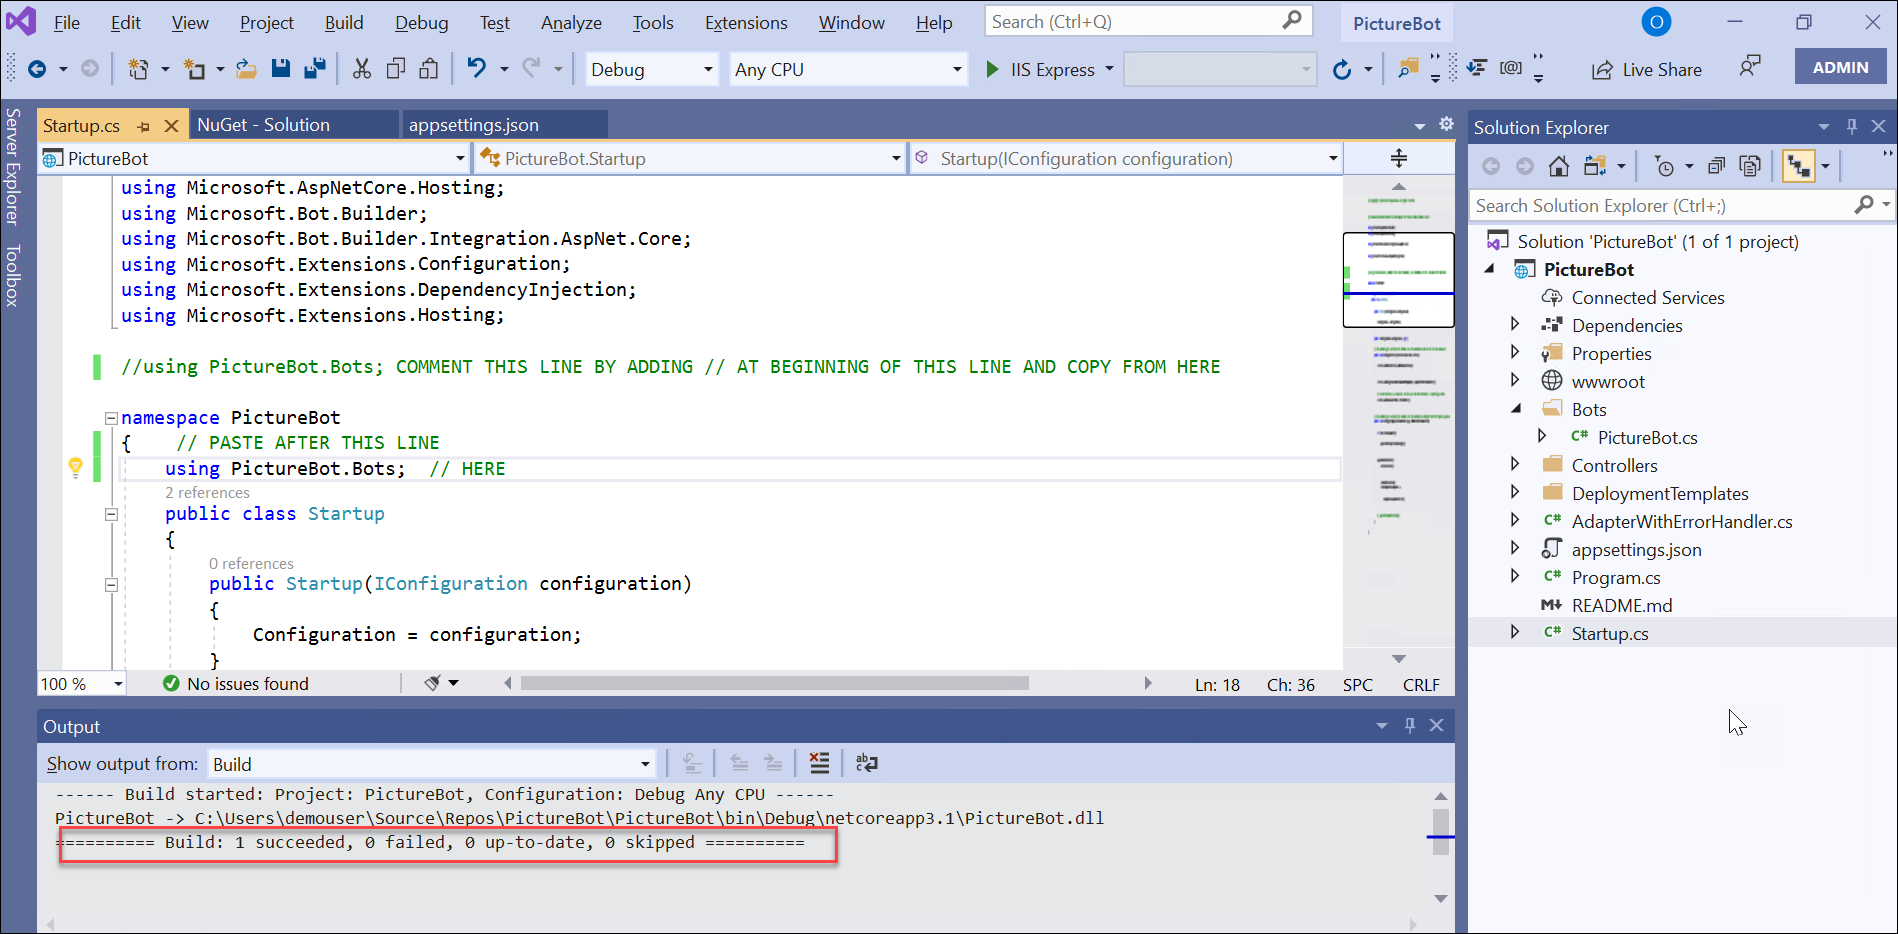 File Edit View Project Build Debug Test Analyze Tools Extensions Window Help Search (Ctrl+Q) PictureBot O
Debug Any CPU IIS Express Live Share ADMIN
Server Explorer
Toolbox
Startup.cs NuGet - Solution appsettings.json
PictureBot PictureBot.Startup Startup(IConfiguration configuration)
using Microsoft.AspNetCore.Hosting;
using Microsoft.Bot.Builder;
using Microsoft.Bot.Builder.Integration.AspNet.Core;
using Microsoft.Extensions.Configuration;
using Microsoft.Extensions.DependencyInjection;
using Microsoft.Extensions.Hosting;
//using PictureBot.Bots; COMMENT THIS LINE BY ADDING // AT BEGINNING OF THIS LINE AND COPY FROM HERE
namespace PictureBot
{ // PASTE AFTER THIS LINE
using PictureBot.Bots; // HERE
2 references
public class Startup
{
0 references
public Startup(IConfiguration configuration)
{
Configuration = configuration;
}
100 % No issues found Ln: 18 Ch: 36 SPC CRLF
Output
Show output from: Build
------ Build started: Project: PictureBot, Configuration: Debug Any CPU ------
PictureBot -> C:\Users\demouser\Source\Repos\PictureBot\PictureBot\bin\Debug\netcoreapp3.1\PictureBot.dll
========== Build: 1 succeeded, 0 failed, 0 up-to-date, 0 skipped ==========
Solution Explorer
Search Solution Explorer (Ctrl+;)
Solution 'PictureBot' (1 of 1 project)
PictureBot
Connected Services
Dependencies
Properties
wwwroot
Bots
C# PictureBot.cs
Controllers
DeploymentTemplates
C# AdapterWithErrorHandler.cs
appsettings.json
C# Program.cs
README.md
C# Startup.cs